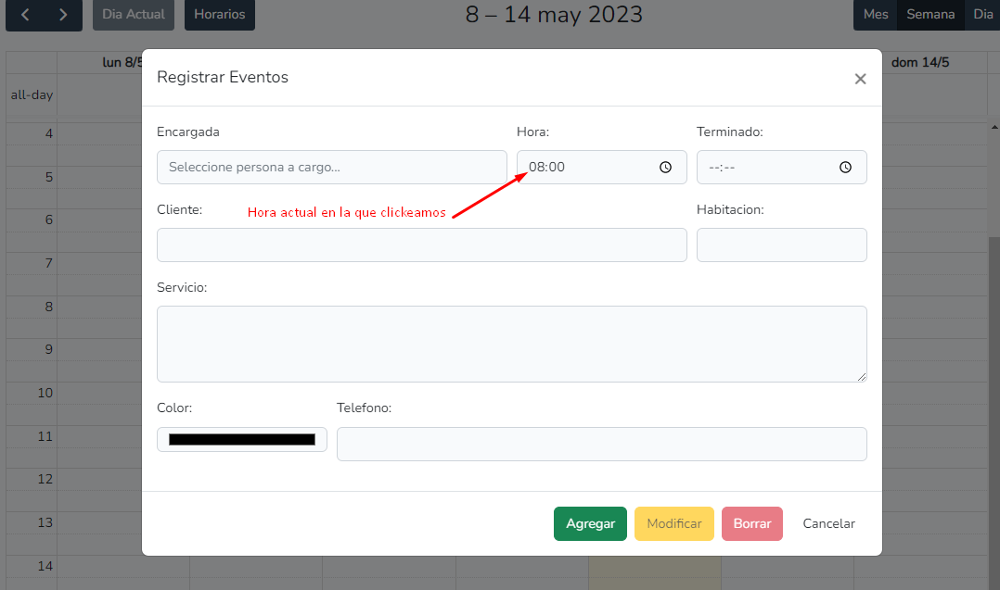 Dia Actual Horarios 8 – 14 may 2023 Mes Semana Dia
lun 8/5 dom 14/5
all-day
Registrar Eventos
Encargada Hora: Terminado:
Seleccione persona a cargo... 08:00 --:--
Cliente: Hora actual en la que clickeamos Habitacion:
Servicio:
Color: Telefono:
Agregar Modificar Borrar Cancelar
4
5
6
7
8
9
10
11
12
13
14